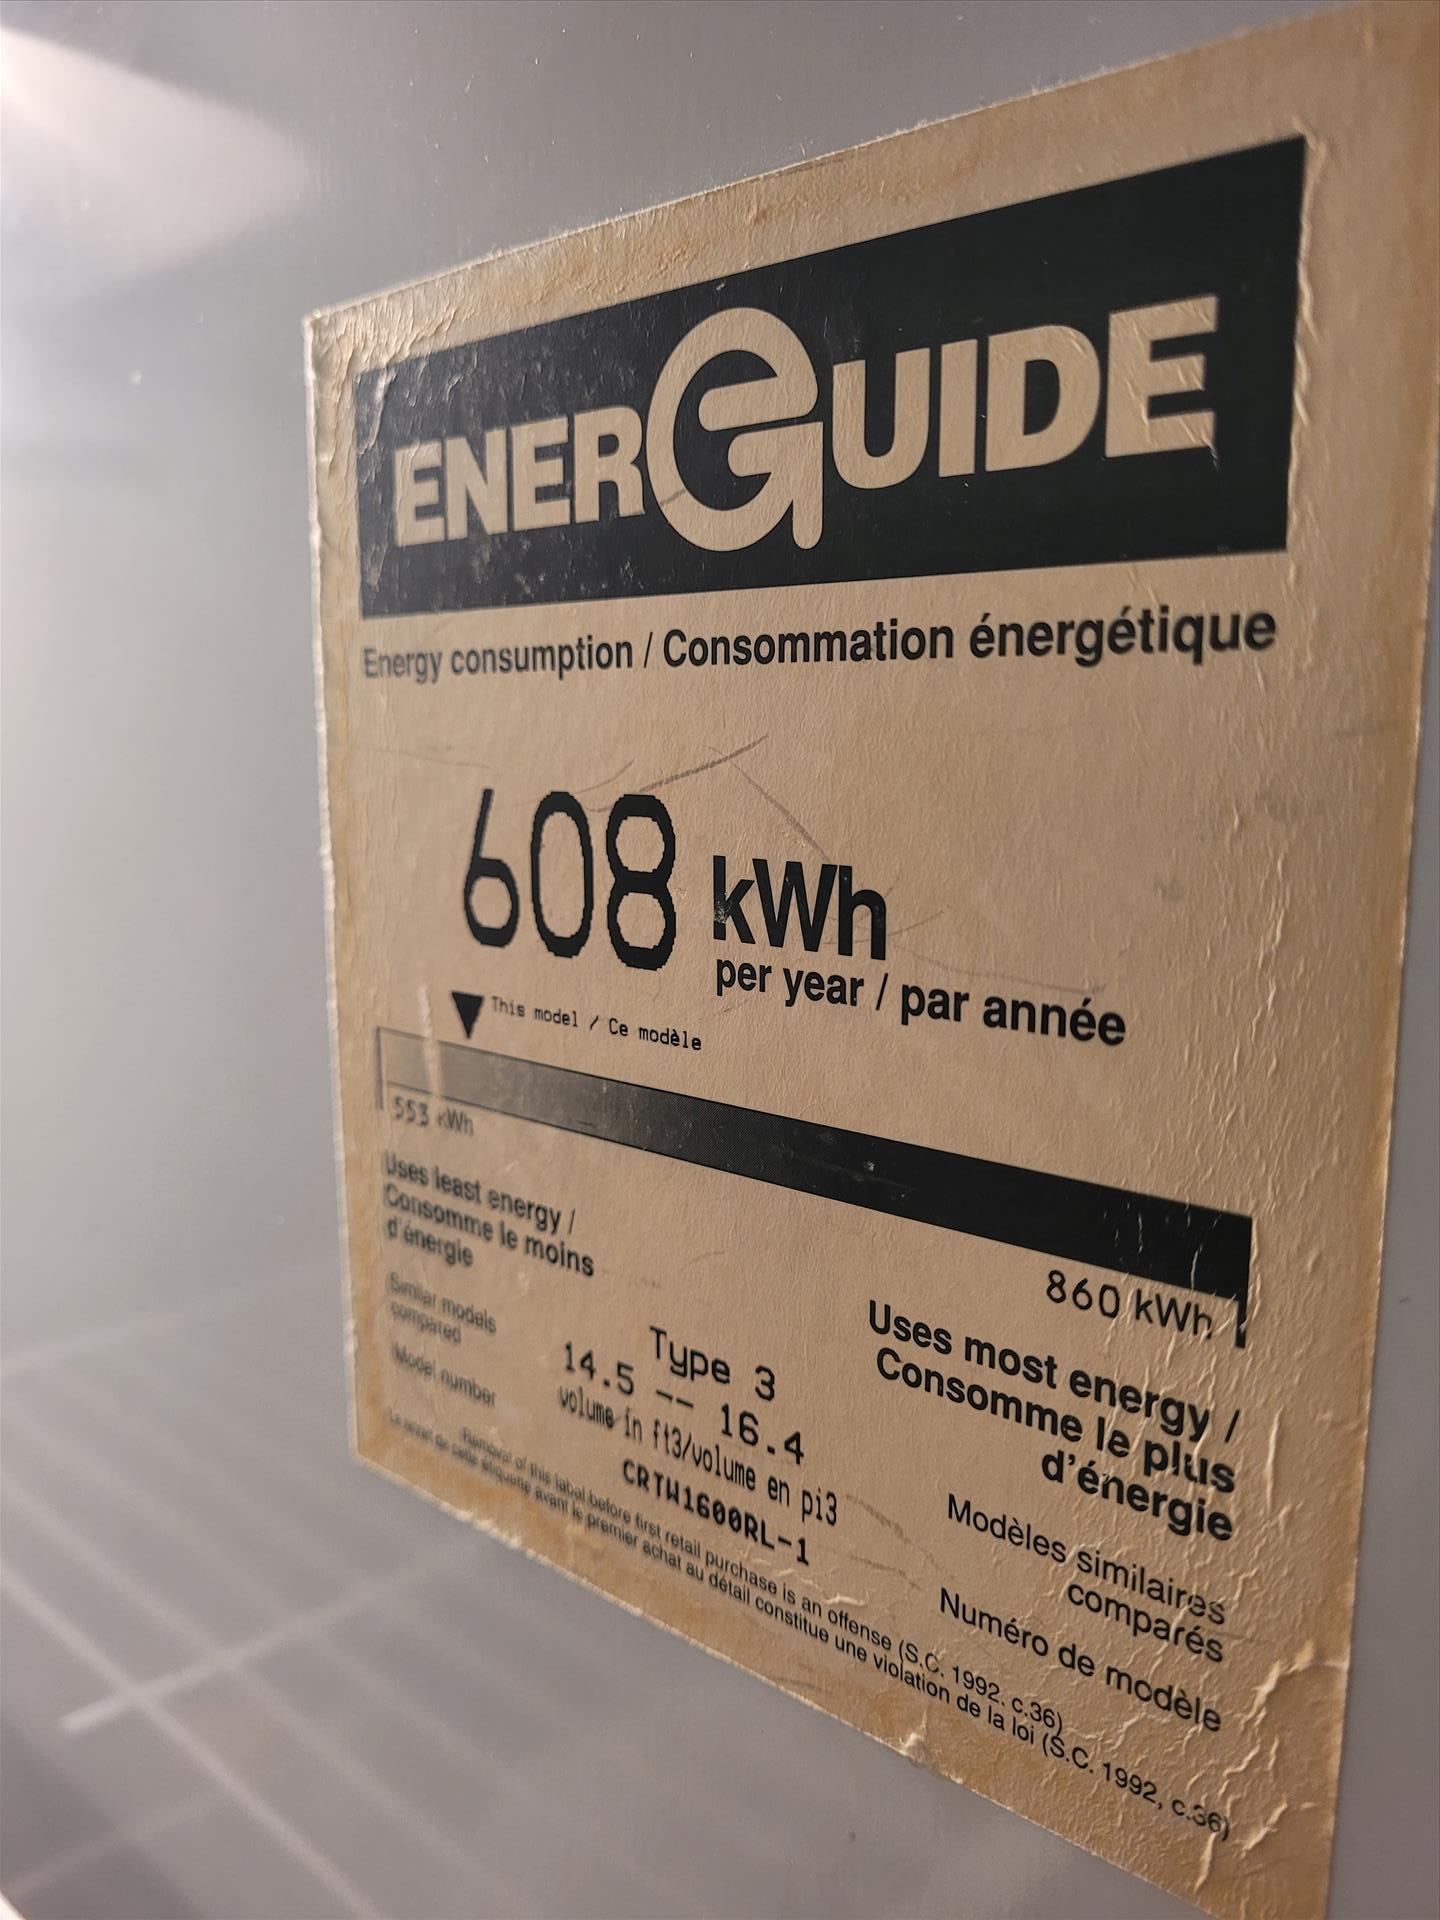 ENERGUIDE
Energy consumption / Consommation énergétique
608 kWh
per year / par année
This model / Ce modèle
553 kWh
860 kWh
Uses least energy /
Consomme le moins
d'énergie
Uses most energy /
Consomme le plus
d'énergie
Similar models
compared
Type 3
14.5 -- 16.4
volume in ft3/volume en pi3
Modèles similaires
comparés
Model number
CRTW1600RL-1
Numéro de modèle
Removal of this label before first retail purchase is an offense (S.C. 1992. c.36)
Le retrait de cette étiquette avant le premier achat au détail constitue une violation de la loi (S.C. 1992, c.36)